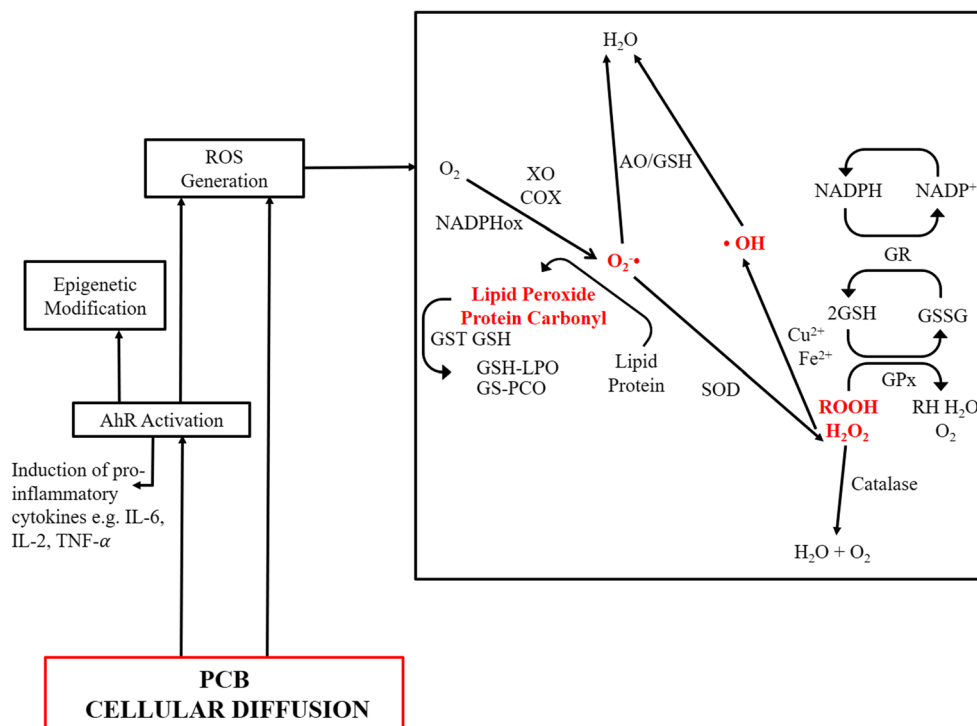 H₂O
ROS
Generation
O₂
XO
COX
NADPHox
AO/GSH
NADPH
NADP⁺
• OH
GR
O₂⁻•
Epigenetic
Modification
Lipid Peroxide
Protein Carbonyl
GST GSH
GSH-LPO
GS-PCO
Lipid
Protein
2GSH
GSSG
Cu²⁺
Fe²⁺
GPx
SOD
ROOH
H₂O₂
RH H₂O
O₂
AhR Activation
Induction of pro-
inflammatory
cytokines e.g. IL-6,
IL-2, TNF-α
Catalase
H₂O + O₂
PCB
CELLULAR DIFFUSION